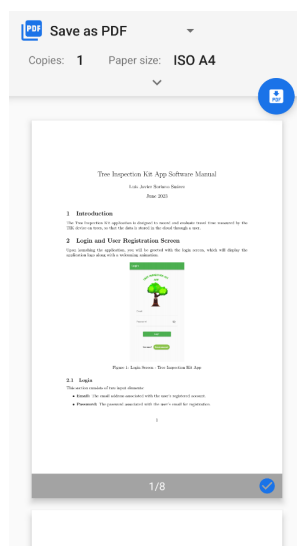 PDF Save as PDF
Copies: 1 Paper size: ISO A4
PDF
Tree Inspection Kit App Software Manual
Luis Javier
June 2023
1 Introduction
The Tree Inspection Kit application is designed to record and evaluate travel time measured by the
TIK device on trees, so that the data is stored in the cloud through a user.
2 Login and User Registration Screen
Upon launching the application, you will be greeted with the login screen, which will display the
application logo along with a welcoming animation.
Figure 1: Login Screen - Tree Inspection Kit App
2.1 Login
This section consists of two input elements:
• Email: The email address associated with the user's registered account.
• Password: The password associated with the user's email for registration.
1
1/8